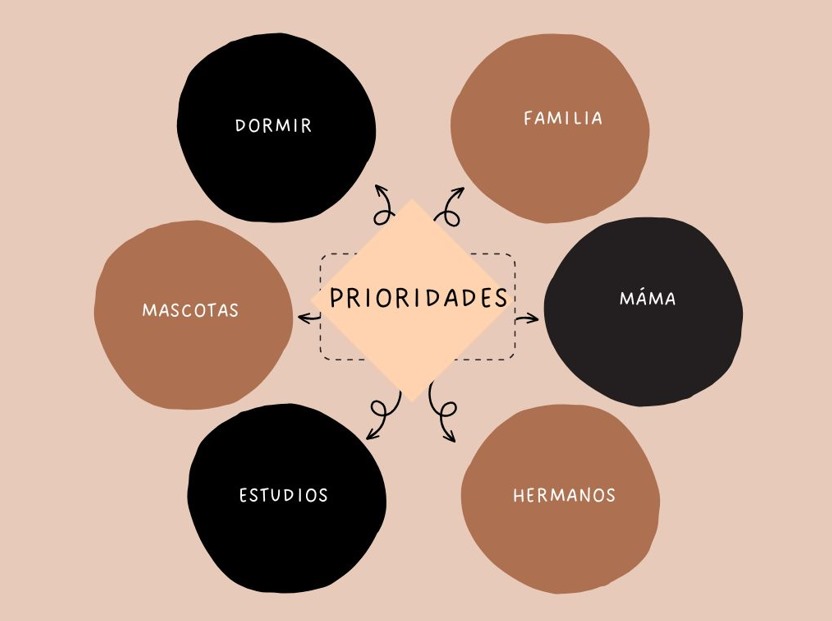 DORMIR
FAMILIA
MASCOTAS
PRIORIDADES
MÁMA
ESTUDIOS
HERMANOS